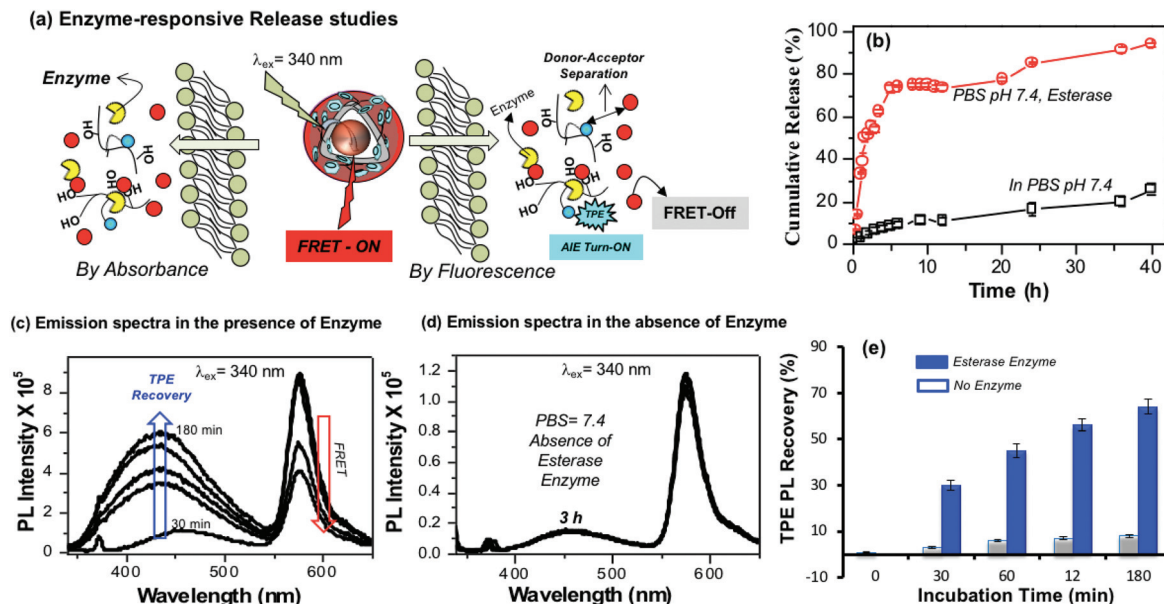 (a) Enzyme-responsive Release studies
Enzyme
HO
HO
HO
HO
HO
By Absorbance
λex= 340 nm
FRET - ON
By Fluorescence
Donor-Acceptor
Separation
Enzyme
HO
HO
HO
HO
HO
TPE
AIE Turn-ON
FRET-Off
(b)
Cumulative Release (%)
100
80
60
40
20
0
PBS pH 7.4, Esterase
In PBS pH 7.4
0 10 20 30 40
Time (h)
(c) Emission spectra in the presence of Enzyme
PL Intensity X 10⁵
8
6
4
2
0
λex= 340 nm
TPE
Recovery
180 min
30 min
FRET
400 500 600
Wavelength (nm)
(d) Emission spectra in the absence of Enzyme
PL Intensity X 10⁵
1.2
1.0
0.8
0.6
0.4
0.2
0.0
λex= 340 nm
PBS= 7.4
Absence of
Esterase
Enzyme
3 h
400 500 600
Wavelength (nm)
(e)
TPE PL Recovery (%)
90
70
50
30
10
-10
Esterase Enzyme
No Enzyme
0 30 60 12 180
Incubation Time (min)